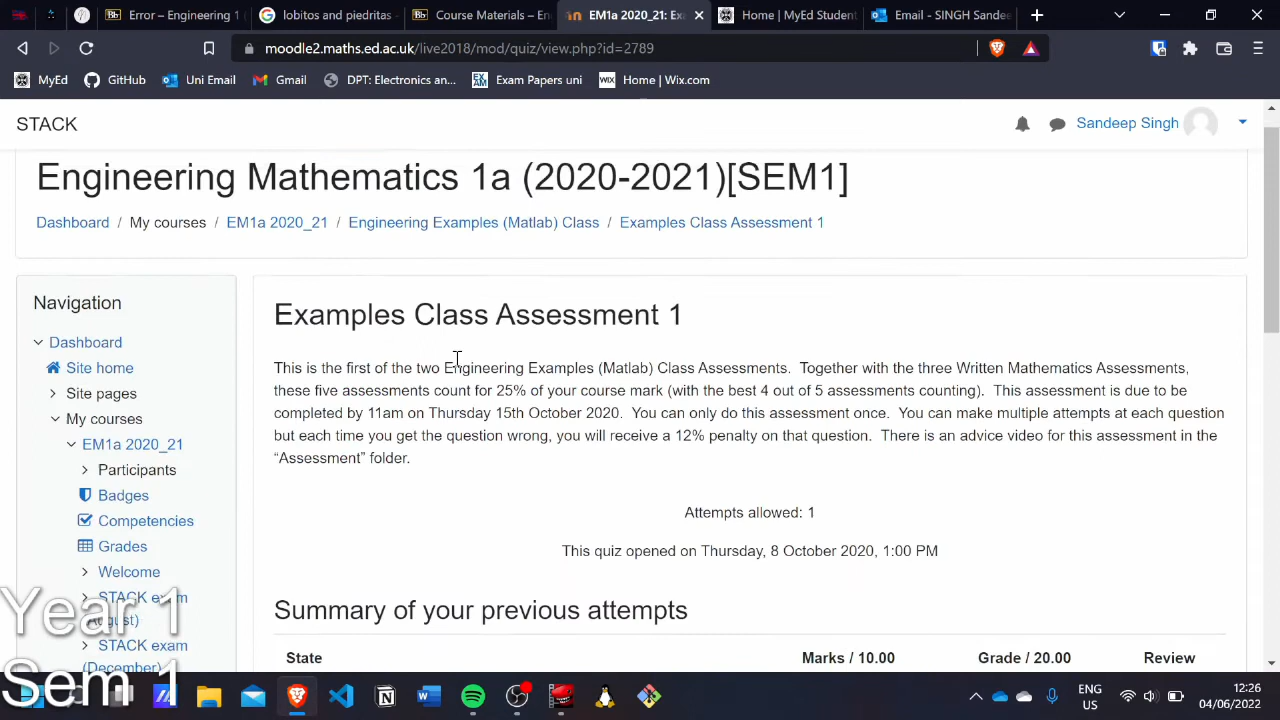 Error – Engineering 1
lobitos and piedritas
Course Materials – En
EM1a 2020_21: Ex
Home | MyEd Student
Email - SINGH Sandee
moodle2.maths.ed.ac.uk/live2018/mod/quiz/view.php?id=2789
MyEd
GitHub
Uni Email
Gmail
DPT: Electronics an...
Exam Papers uni
Home | Wix.com
STACK
Sandeep Singh
Engineering Mathematics 1a (2020-2021)[SEM1]
Dashboard / My courses / EM1a 2020_21 / Engineering Examples (Matlab) Class / Examples Class Assessment 1
Navigation
Dashboard
Site home
Site pages
My courses
EM1a 2020_21
Participants
Badges
Competencies
Grades
Welcome
STACK exam
August)
STACK exam
(December)
Examples Class Assessment 1
This is the first of the two Engineering Examples (Matlab) Class Assessments. Together with the three Written Mathematics Assessments,
these five assessments count for 25% of your course mark (with the best 4 out of 5 assessments counting). This assessment is due to be
completed by 11am on Thursday 15th October 2020. You can only do this assessment once. You can make multiple attempts at each question
but each time you get the question wrong, you will receive a 12% penalty on that question. There is an advice video for this assessment in the
“Assessment” folder.
Attempts allowed: 1
This quiz opened on Thursday, 8 October 2020, 1:00 PM
Summary of your previous attempts
State
Marks / 10.00
Grade / 20.00
Review
Year 1
Sem 1
ENG
US
12:26
04/06/2022